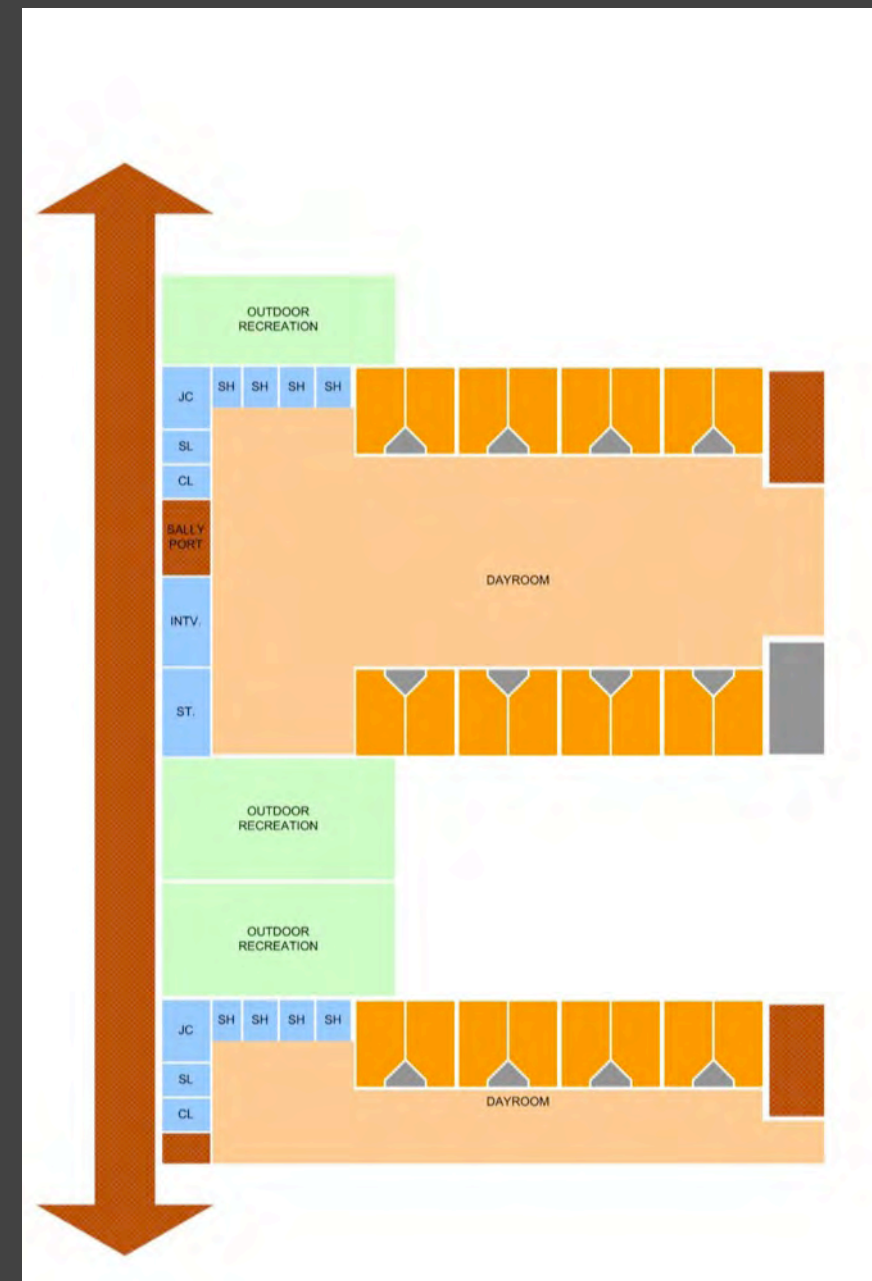 OUTDOOR
RECREATION
JC
SH SH SH SH
SL
CL
SALLY
PORT
DAYROOM
INTV.
ST.
OUTDOOR
RECREATION
OUTDOOR
RECREATION
JC
SH SH SH SH
SL
CL
DAYROOM